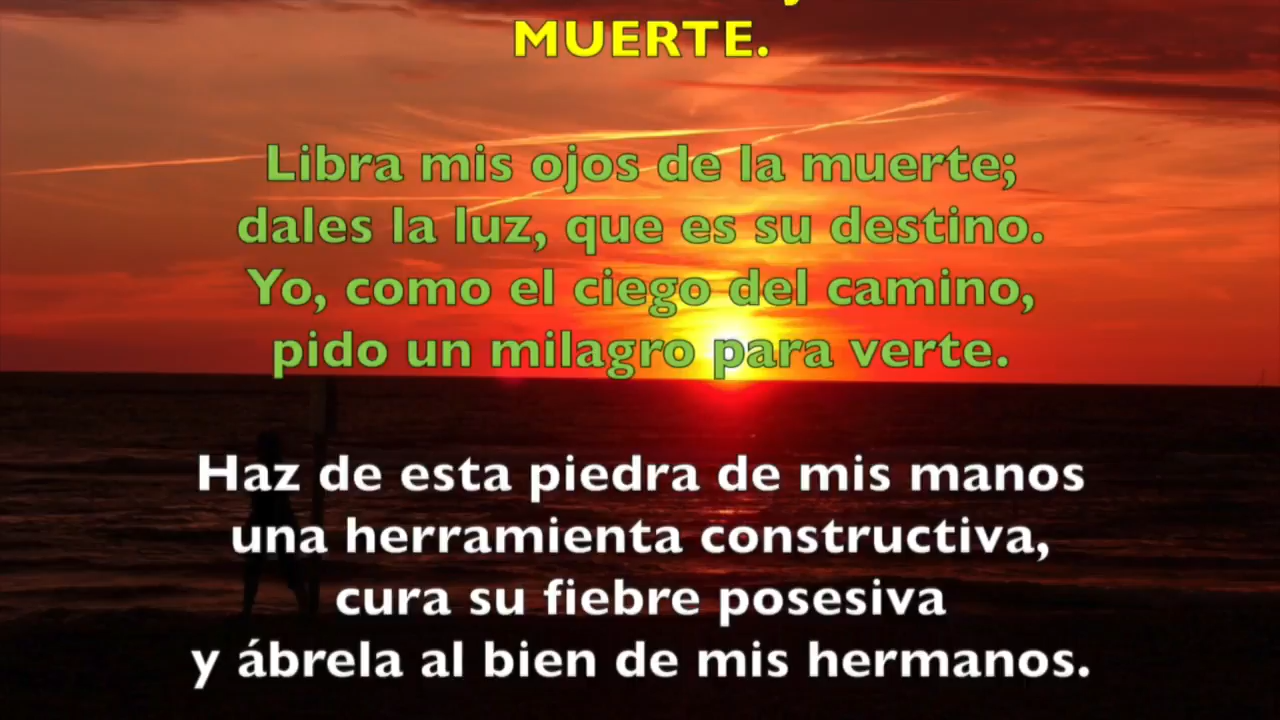 MUERTE.
Libra mis ojos de la muerte;
dales la luz, que es su destino.
Yo, como el ciego del camino,
pido un milagro para verte.
Haz de esta piedra de mis manos
una herramienta constructiva,
cura su fiebre posesiva
y ábrela al bien de mis hermanos.